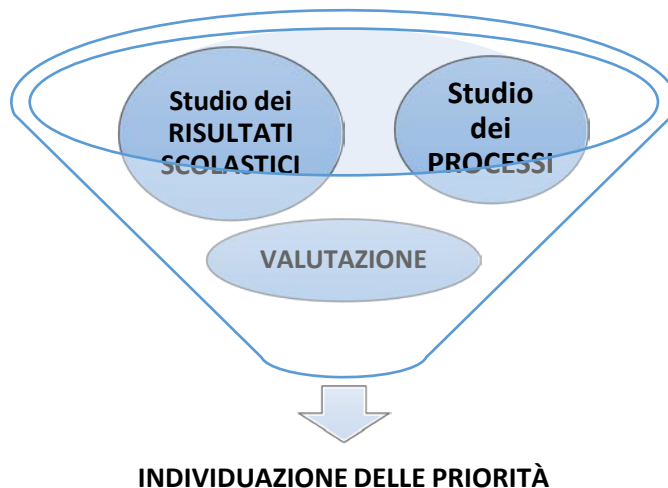 Studio dei
RISULTATI
SCOLASTICI
Studio
dei
PROCESSI
VALUTAZIONE
INDIVIDUAZIONE DELLE PRIORITÀ